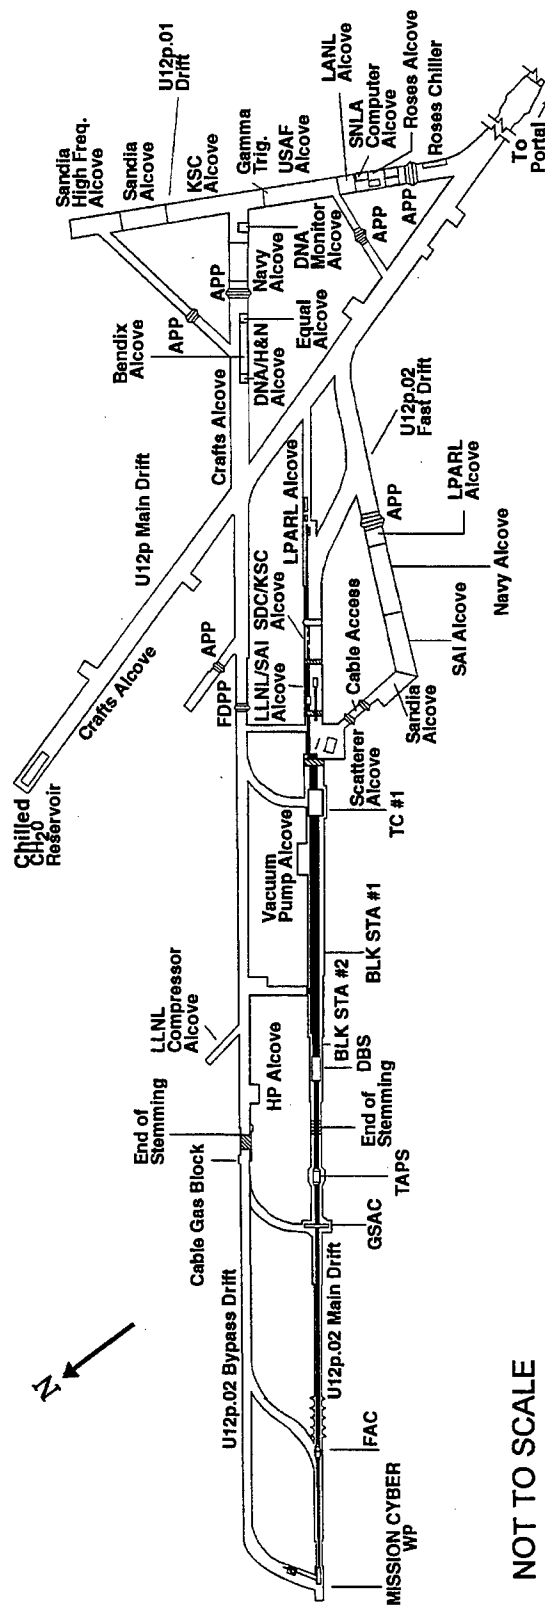 Sandia
High Freq.
Alcove
Sandia
Alcove
U12p.01
Drift
KSC
Alcove
Gamma
Trig.
USAF
Alcove
LANL
Alcove
SNLA
Computer
Alcove
Roses Alcove
Roses Chiller
To
Portal
APP
APP
APP
APP
Navy
Alcove
DNA
Monitor
Alcove
Bendix
Alcove
DNA/H&N
Alcove
Equal
Alcove
Crafts Alcove
U12p Main Drift
Crafts Alcove
Chilled
CH2O
Reservoir
APP
FDPP
LPARL Alcove
SDC/KSC
Alcove
LLNL/SAI
Alcove
U12p.02
Fast Drift
APP
LPARL
Alcove
Navy Alcove
SAI Alcove
Cable Access
Sandia
Alcove
Scatterer
Alcove
TC #1
Vacuum
Pump Alcove
BLK STA #1
BLK STA #2
DBS
LLNL
Compressor
Alcove
HP Alcove
End of
Stemming
End of
Stemming
Cable Gas Block
TAPS
GSAC
U12p.02 Bypass Drift
U12p.02 Main Drift
FAC
MISSION CYBER
WP
N
NOT TO SCALE